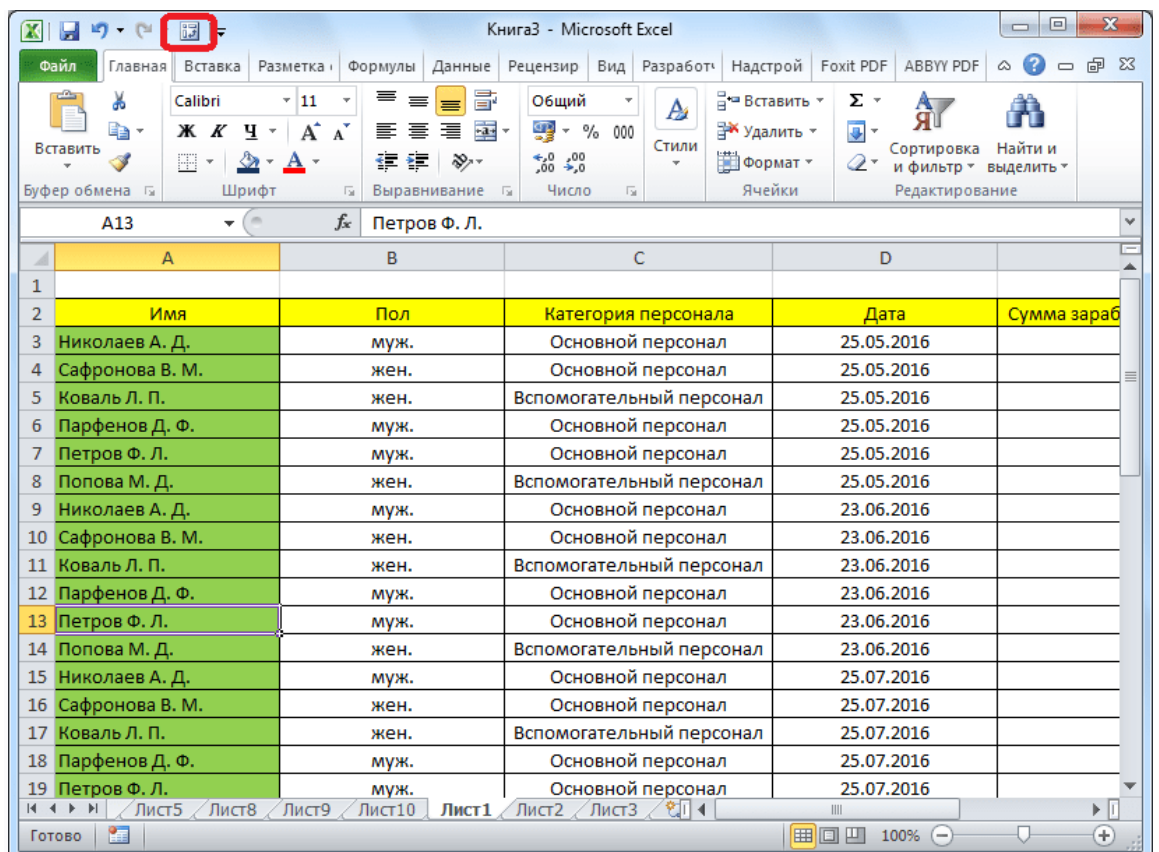 Книга3 - Microsoft Excel
Файл Главная Вставка Разметка Формулы Данные Рецензир Вид Разработ Надстрой Foxit PDF ABBYY PDF
Calibri 11 Общий Вставить Σ
Ж К Ч А А % 000 Удалить
Вставить Стили Формат Сортировка и фильтр Найти и выделить
Буфер обмена Шрифт Выравнивание Число Ячейки Редактирование
A13 fx Петров Ф. Л.
A B C D
1
2 Имя Пол Категория персонала Дата Сумма зараб
3 Николаев А. Д. муж. Основной персонал 25.05.2016
4 Сафронова В. М. жен. Основной персонал 25.05.2016
5 Коваль Л. П. жен. Вспомогательный персонал 25.05.2016
6 Парфенов Д. Ф. муж. Основной персонал 25.05.2016
7 Петров Ф. Л. муж. Основной персонал 25.05.2016
8 Попова М. Д. жен. Вспомогательный персонал 25.05.2016
9 Николаев А. Д. муж. Основной персонал 23.06.2016
10 Сафронова В. М. жен. Основной персонал 23.06.2016
11 Коваль Л. П. жен. Вспомогательный персонал 23.06.2016
12 Парфенов Д. Ф. муж. Основной персонал 23.06.2016
13 Петров Ф. Л. муж. Основной персонал 23.06.2016
14 Попова М. Д. жен. Вспомогательный персонал 23.06.2016
15 Николаев А. Д. муж. Основной персонал 25.07.2016
16 Сафронова В. М. жен. Основной персонал 25.07.2016
17 Коваль Л. П. жен. Вспомогательный персонал 25.07.2016
18 Парфенов Д. Ф. муж. Основной персонал 25.07.2016
19 Петров Ф. Л. муж. Основной персонал 25.07.2016
Лист5 Лист8 Лист9 Лист10 Лист1 Лист2 Лист3
Готово 100%